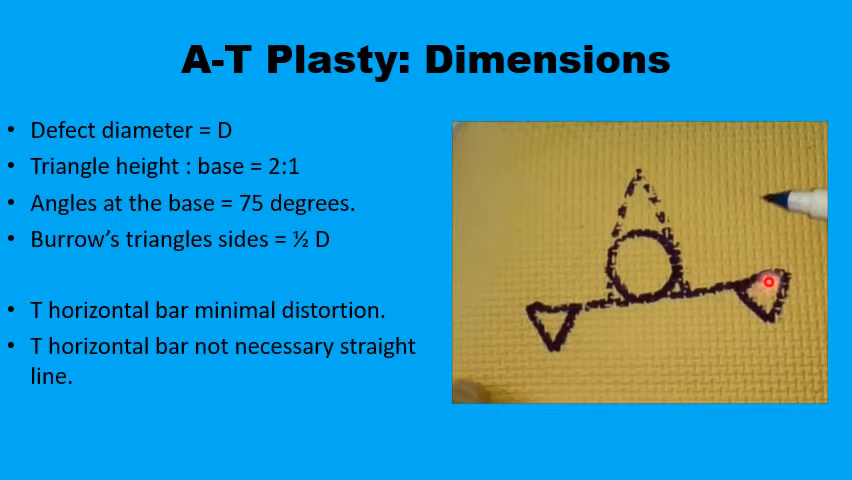 A-T Plasty: Dimensions
• Defect diameter = D
• Triangle height : base = 2:1
• Angles at the base = 75 degrees.
• Burrow’s triangles sides = ½ D
• T horizontal bar minimal distortion.
• T horizontal bar not necessary straight
line.